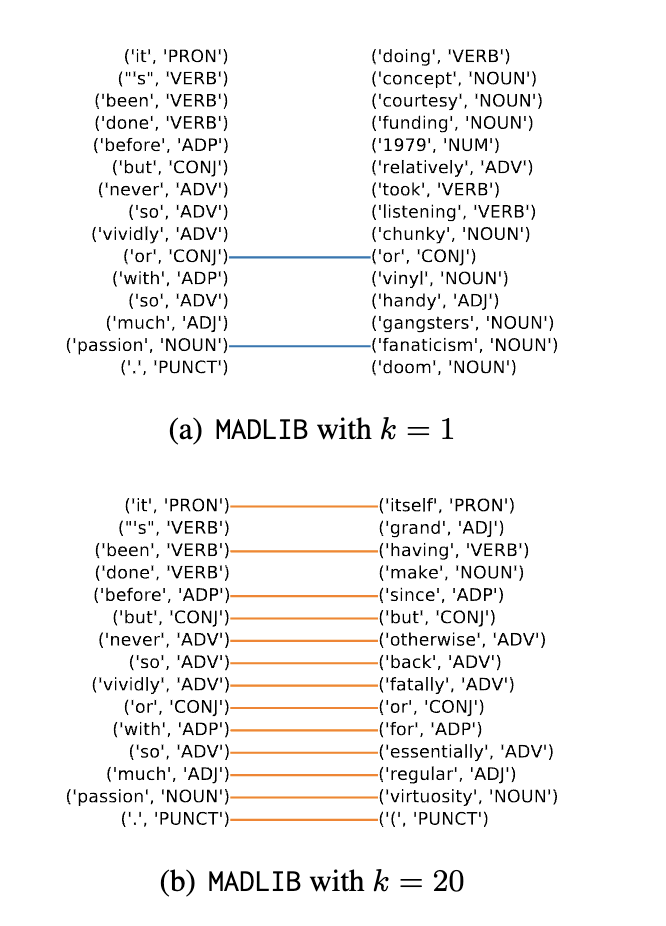 ('it', 'PRON') ('doing', 'VERB')
("'s", 'VERB') ('concept', 'NOUN')
('been', 'VERB') ('courtesy', 'NOUN')
('done', 'VERB') ('funding', 'NOUN')
('before', 'ADP') ('1979', 'NUM')
('but', 'CONJ') ('relatively', 'ADV')
('never', 'ADV') ('took', 'VERB')
('so', 'ADV') ('listening', 'VERB')
('vividly', 'ADV') ('chunky', 'NOUN')
('or', 'CONJ') ('or', 'CONJ')
('with', 'ADP') ('vinyl', 'NOUN')
('so', 'ADV') ('handy', 'ADJ')
('much', 'ADJ') ('gangsters', 'NOUN')
('passion', 'NOUN') ('fanaticism', 'NOUN')
('.', 'PUNCT') ('doom', 'NOUN')
(a) MADLIB with k = 1
('it', 'PRON') ('itself', 'PRON')
("'s", 'VERB') ('grand', 'ADJ')
('been', 'VERB') ('having', 'VERB')
('done', 'VERB') ('make', 'NOUN')
('before', 'ADP') ('since', 'ADP')
('but', 'CONJ') ('but', 'CONJ')
('never', 'ADV') ('otherwise', 'ADV')
('so', 'ADV') ('back', 'ADV')
('vividly', 'ADV') ('fatally', 'ADV')
('or', 'CONJ') ('or', 'CONJ')
('with', 'ADP') ('for', 'ADP')
('so', 'ADV') ('essentially', 'ADV')
('much', 'ADJ') ('regular', 'ADJ')
('passion', 'NOUN') ('virtuosity', 'NOUN')
('.', 'PUNCT') ('(', 'PUNCT')
(b) MADLIB with k = 20